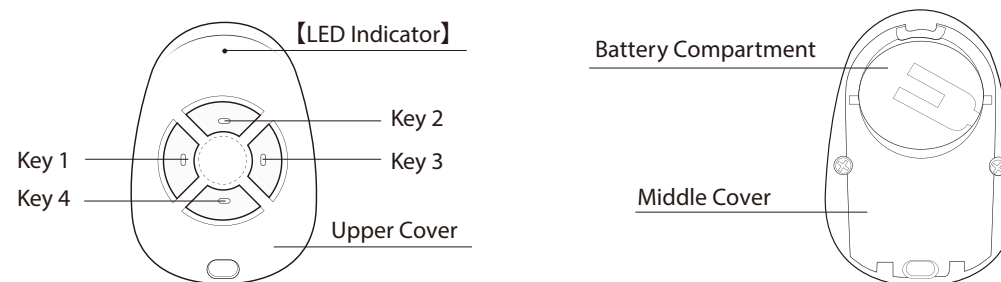 【LED Indicator】
Key 2
Key 1
Key 3
Key 4
Upper Cover
Battery Compartment
Middle Cover